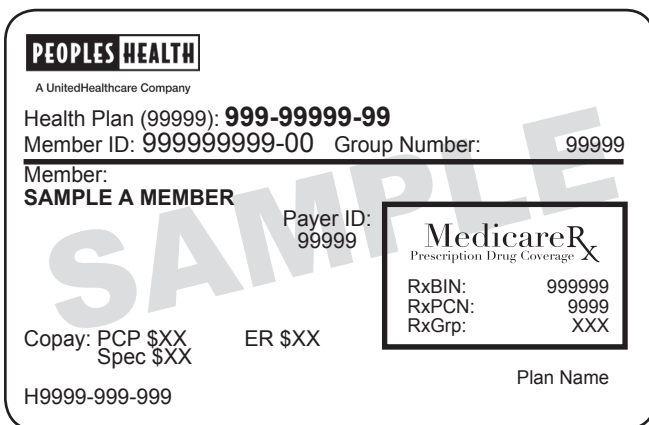 PEOPLES HEALTH
A UnitedHealthcare Company
Health Plan (99999): 999-99999-99
Member ID: 999999999-00 Group Number: 99999
Member:
SAMPLE A MEMBER
Payer ID:
99999
MedicareRx
Prescription Drug Coverage
RxBIN: 999999
RxPCN: 9999
RxGrp: XXX
Copay: PCP $XX ER $XX
Spec $XX
Plan Name
H9999-999-999
SAMPLE